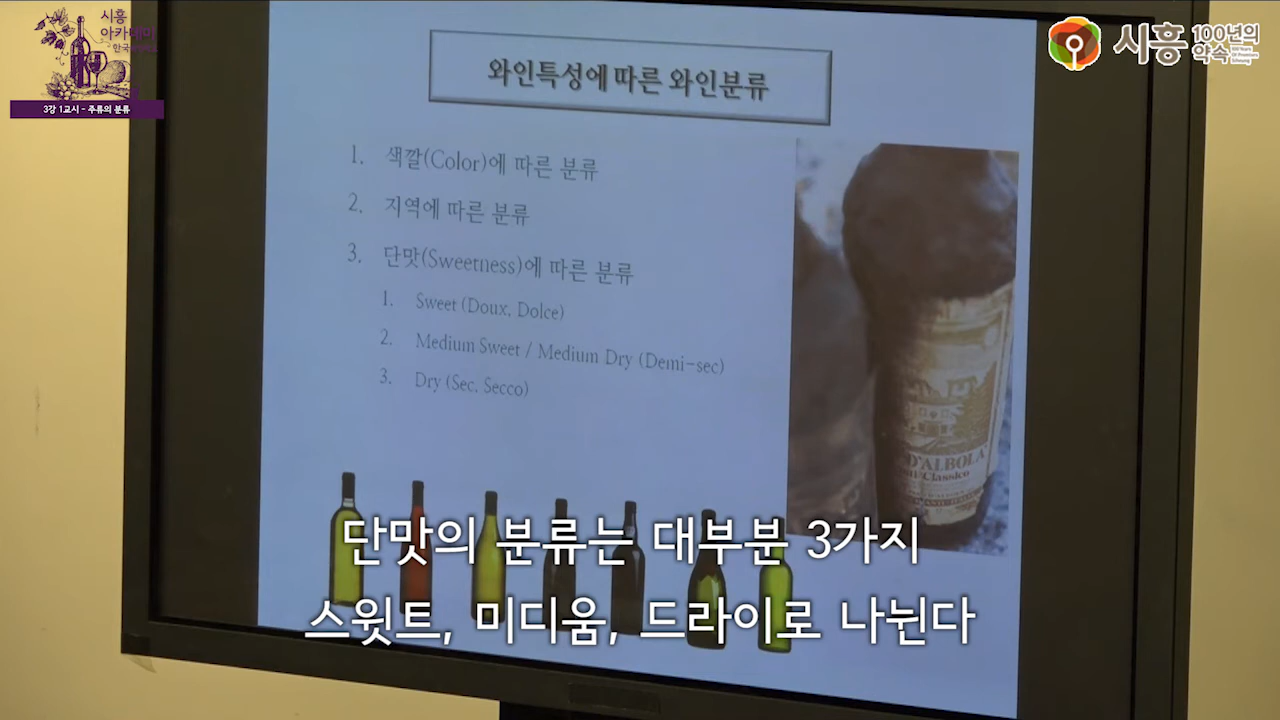 시흥
아카데미
3강 1교시 - 주류의 분류
시흥 100년의 약속
와인특성에 따른 와인분류
1. 색깔(Color)에 따른 분류
2. 지역에 따른 분류
3. 단맛(Sweetness)에 따른 분류
1. Sweet (Doux, Dolce)
2. Medium Sweet / Medium Dry (Demi-sec)
3. Dry (Sec, Secco)
D'ALBOLA
Classico
단맛의 분류는 대부분 3가지
스윗트, 미디움, 드라이로 나뉜다